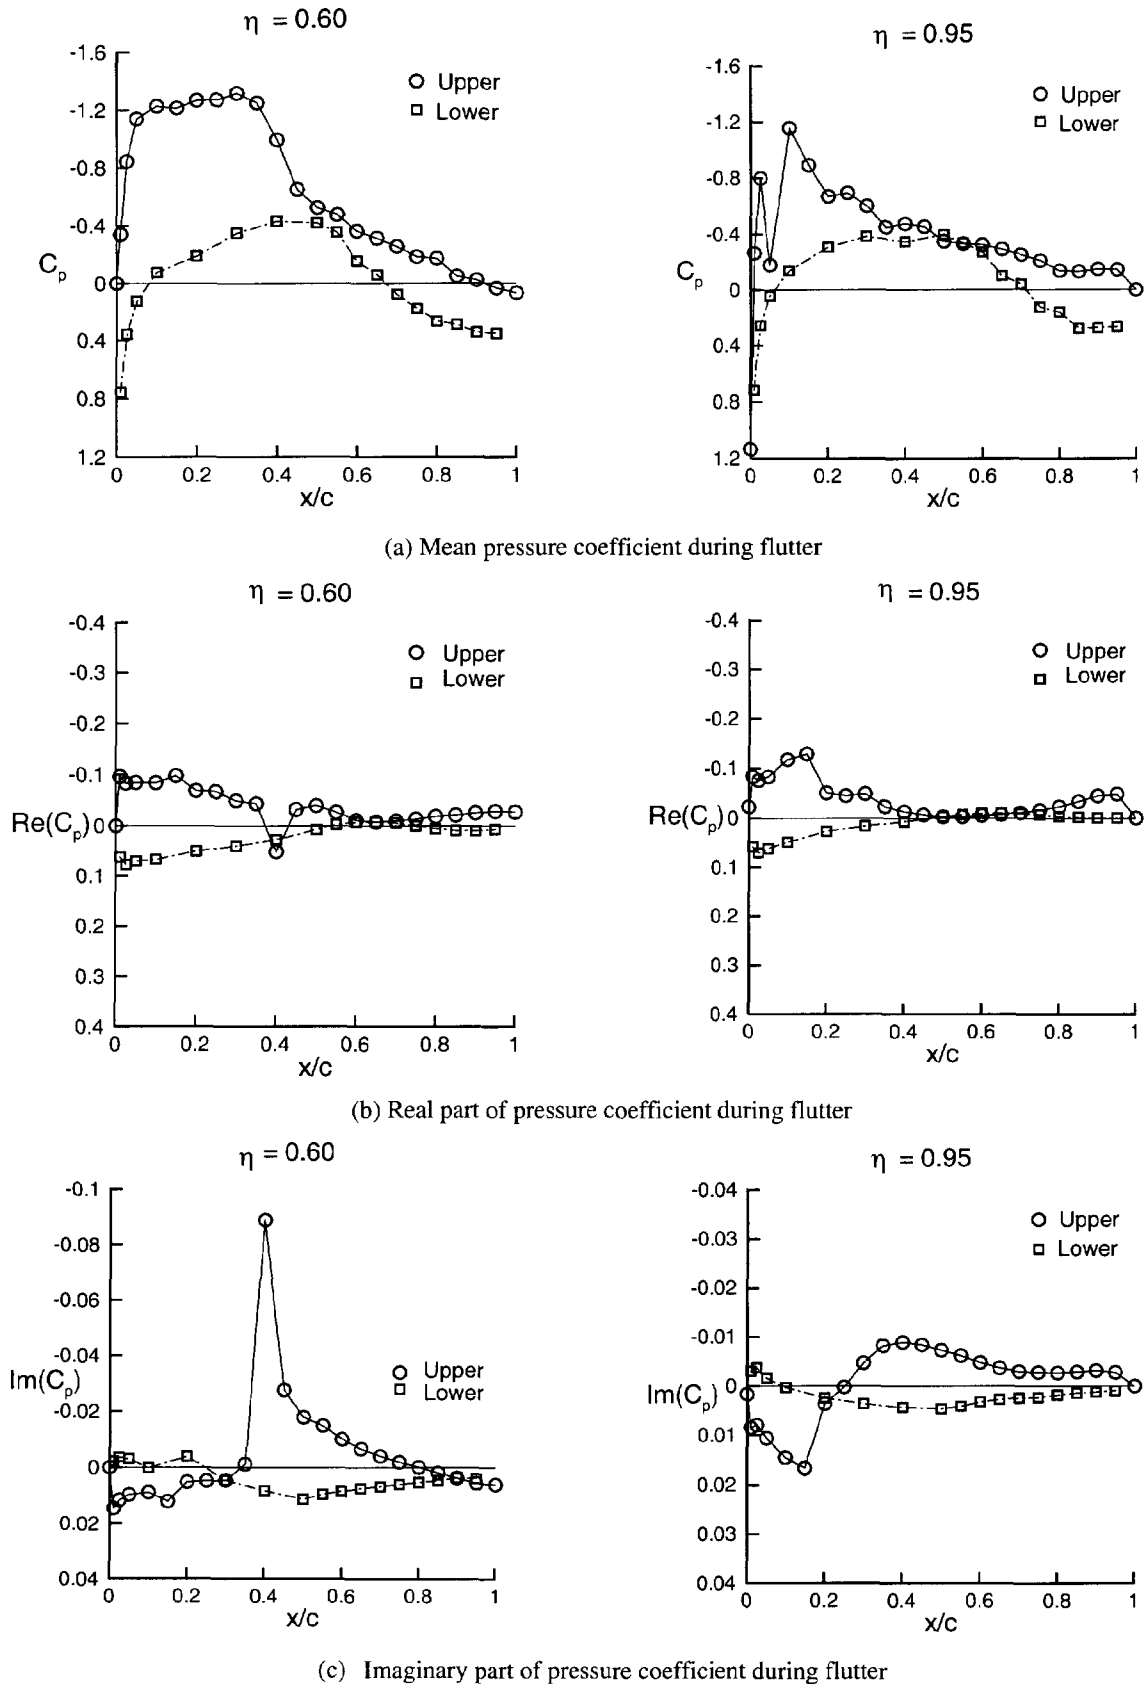 η = 0.60
η = 0.95
-1.6
-1.2
-0.8
-0.4
0
0.4
0.8
1.2
C_p
Upper
Lower
0 0.2 0.4 0.6 0.8 1
x/c
-1.6
-1.2
-0.8
-0.4
0
0.4
0.8
1.2
C_p
Upper
Lower
0 0.2 0.4 0.6 0.8 1
x/c
(a) Mean pressure coefficient during flutter
η = 0.60
η = 0.95
-0.4
-0.3
-0.2
-0.1
Re(C_p) 0
0.1
0.2
0.3
0.4
Upper
Lower
0 0.2 0.4 0.6 0.8 1
x/c
-0.4
-0.3
-0.2
-0.1
Re(C_p) 0
0.1
0.2
0.3
0.4
Upper
Lower
0 0.2 0.4 0.6 0.8 1
x/c
(b) Real part of pressure coefficient during flutter
η = 0.60
η = 0.95
-0.1
-0.08
-0.06
-0.04
Im(C_p)
-0.02
0
0.02
0.04
Upper
Lower
0 0.2 0.4 0.6 0.8 1
x/c
-0.04
-0.03
-0.02
-0.01
0
Im(C_p)
0.01
0.02
0.03
0.04
Upper
Lower
0 0.2 0.4 0.6 0.8 1
x/c
(c) Imaginary part of pressure coefficient during flutter